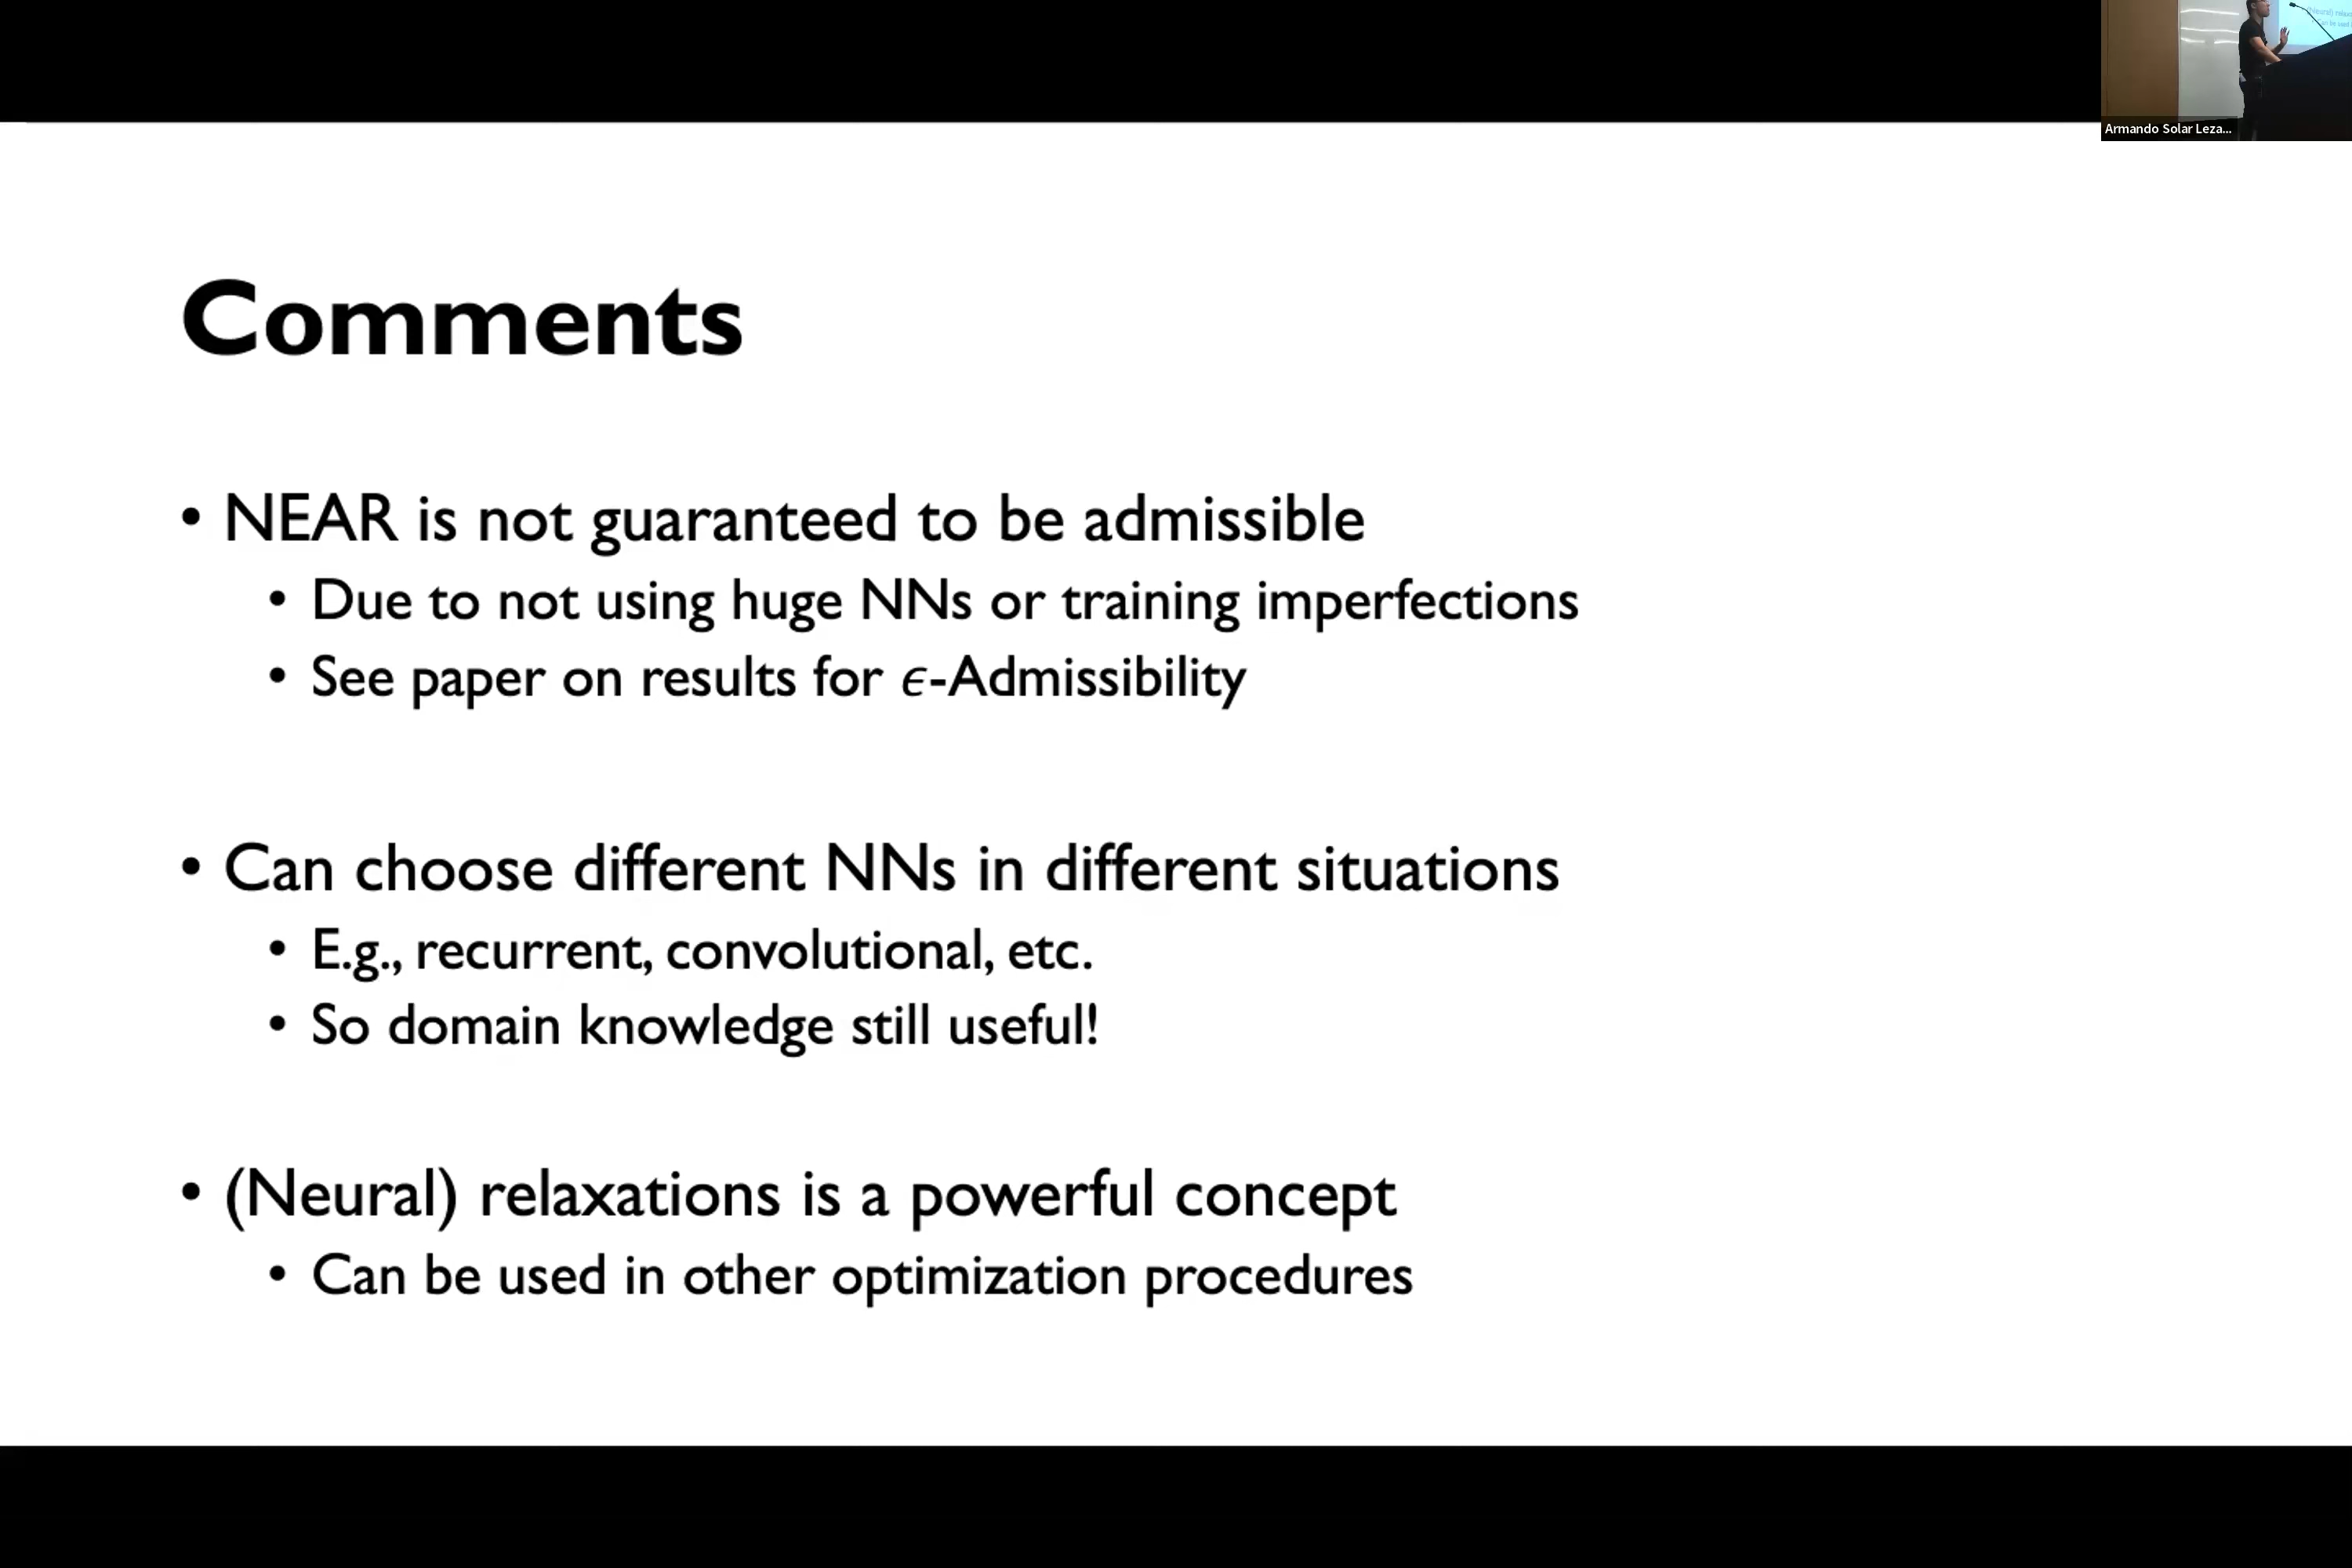 Armando Solar Leza...
Comments
• NEAR is not guaranteed to be admissible
• Due to not using huge NNs or training imperfections
• See paper on results for ϵ-Admissibility
• Can choose different NNs in different situations
• E.g., recurrent, convolutional, etc.
• So domain knowledge still useful!
• (Neural) relaxations is a powerful concept
• Can be used in other optimization procedures